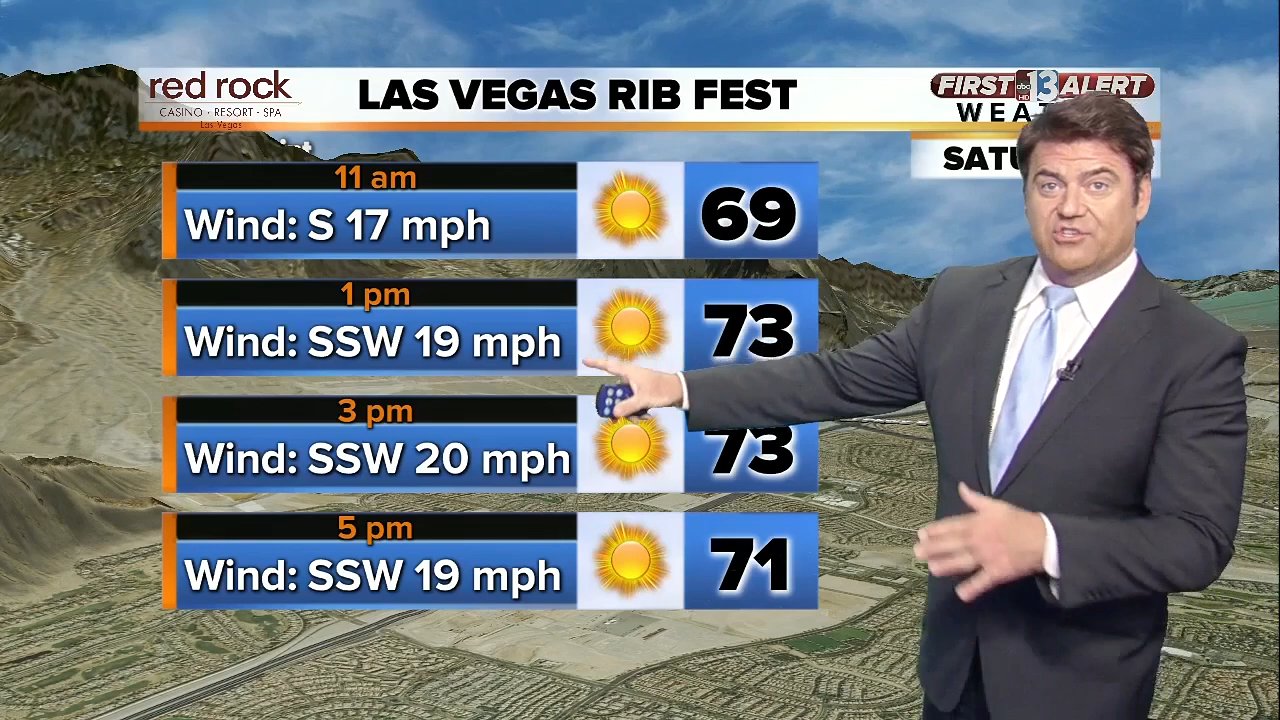 red rock
CASINO · RESORT · SPA
Las Vegas
LAS VEGAS RIB FEST
FIRST abc 13 HD ALERT
11 am
Wind: S 17 mph
69
1 pm
Wind: SSW 19 mph
73
3 pm
Wind: SSW 20 mph
73
5 pm
Wind: SSW 19 mph
71